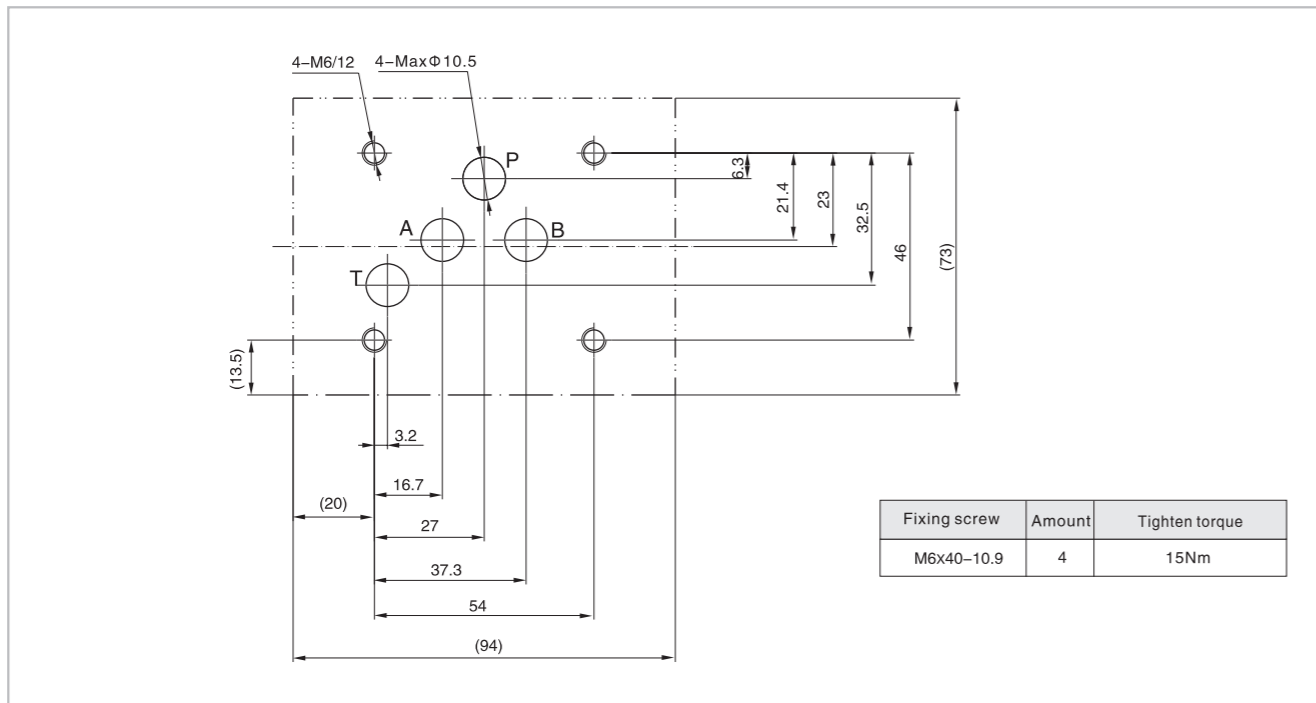 4–M6/12 4–MaxΦ10.5
P
6.3
21.4
23
32.5
46
(73)
A
B
T
(13.5)
3.2
16.7
(20)
27
37.3
54
(94)
Fixing screw Amount Tighten torque
M6x40–10.9 4 15Nm